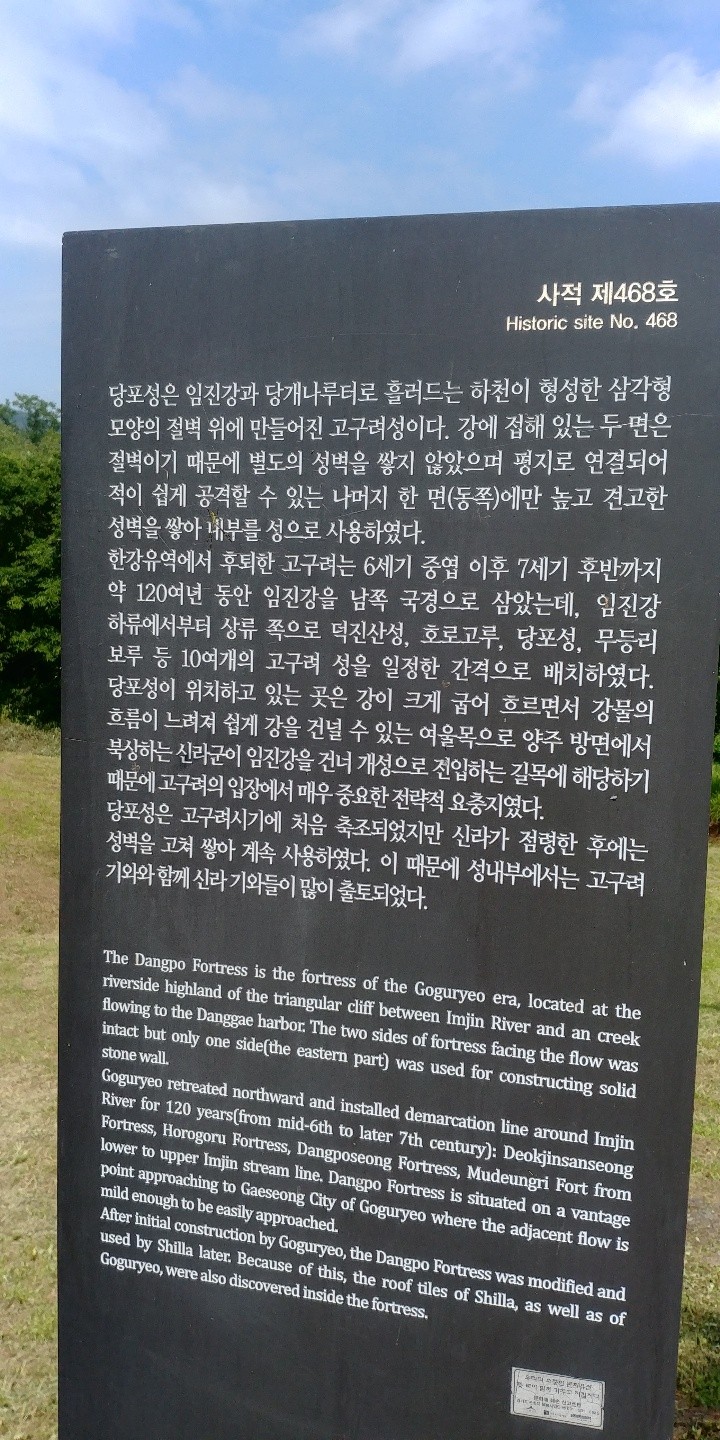 사적 제468호
Historic site No. 468
당포성은 임진강과 당개나루터로 흘러드는 하천이 형성한 삼각형
모양의 절벽 위에 만들어진 고구려성이다. 강에 접해 있는 두 면은
절벽이기 때문에 별도의 성벽을 쌓지 않았으며 평지로 연결되어
적이 쉽게 공격할 수 있는 나머지 한 면(동쪽)에만 높고 견고한
성벽을 쌓아 내부를 성으로 사용하였다.
한강유역에서 후퇴한 고구려는 6세기 중엽 이후 7세기 후반까지
약 120여년 동안 임진강을 남쪽 국경으로 삼았는데, 임진강
하류에서부터 상류 쪽으로 덕진산성, 호로고루, 당포성, 무등리
보루 등 10여개의 고구려 성을 일정한 간격으로 배치하였다.
당포성이 위치하고 있는 곳은 강이 크게 굽어 흐르면서 강물의
흐름이 느려져 쉽게 강을 건널 수 있는 여울목으로 양주 방면에서
북상하는 신라군이 임진강을 건너 개성으로 전입하는 길목에 해당하기
때문에 고구려의 입장에서 매우 중요한 전략적 요충지였다.
당포성은 고구려시기에 처음 축조되었지만 신라가 점령한 후에는
성벽을 고쳐 쌓아 계속 사용하였다. 이 때문에 성내부에서는 고구려
기와와 함께 신라 기와들이 많이 출토되었다.
The Dangpo Fortress is the fortress of the Goguryeo era, located at the
riverside highland of the triangular cliff between Imjin River and an creek
flowing to the Danggae harbor. The two sides of fortress facing the flow was
intact but only one side(the eastern part) was used for constructing solid
stone wall.
Goguryeo retreated northward and installed demarcation line around Imjin
River for 120 years(from mid-6th to later 7th century): Deokjinsanseong
Fortress, Horogoru Fortress, Dangposeong Fortress, Mudeungri Fort from
lower to upper Imjin stream line. Dangpo Fortress is situated on a vantage
point approaching to Gaeseong City of Goguryeo where the adjacent flow is
mild enough to be easily approached.
After initial construction by Goguryeo, the Dangpo Fortress was modified and
used by Shilla later. Because of this, the roof tiles of Shilla, as well as of
Goguryeo, were also discovered inside the fortress.